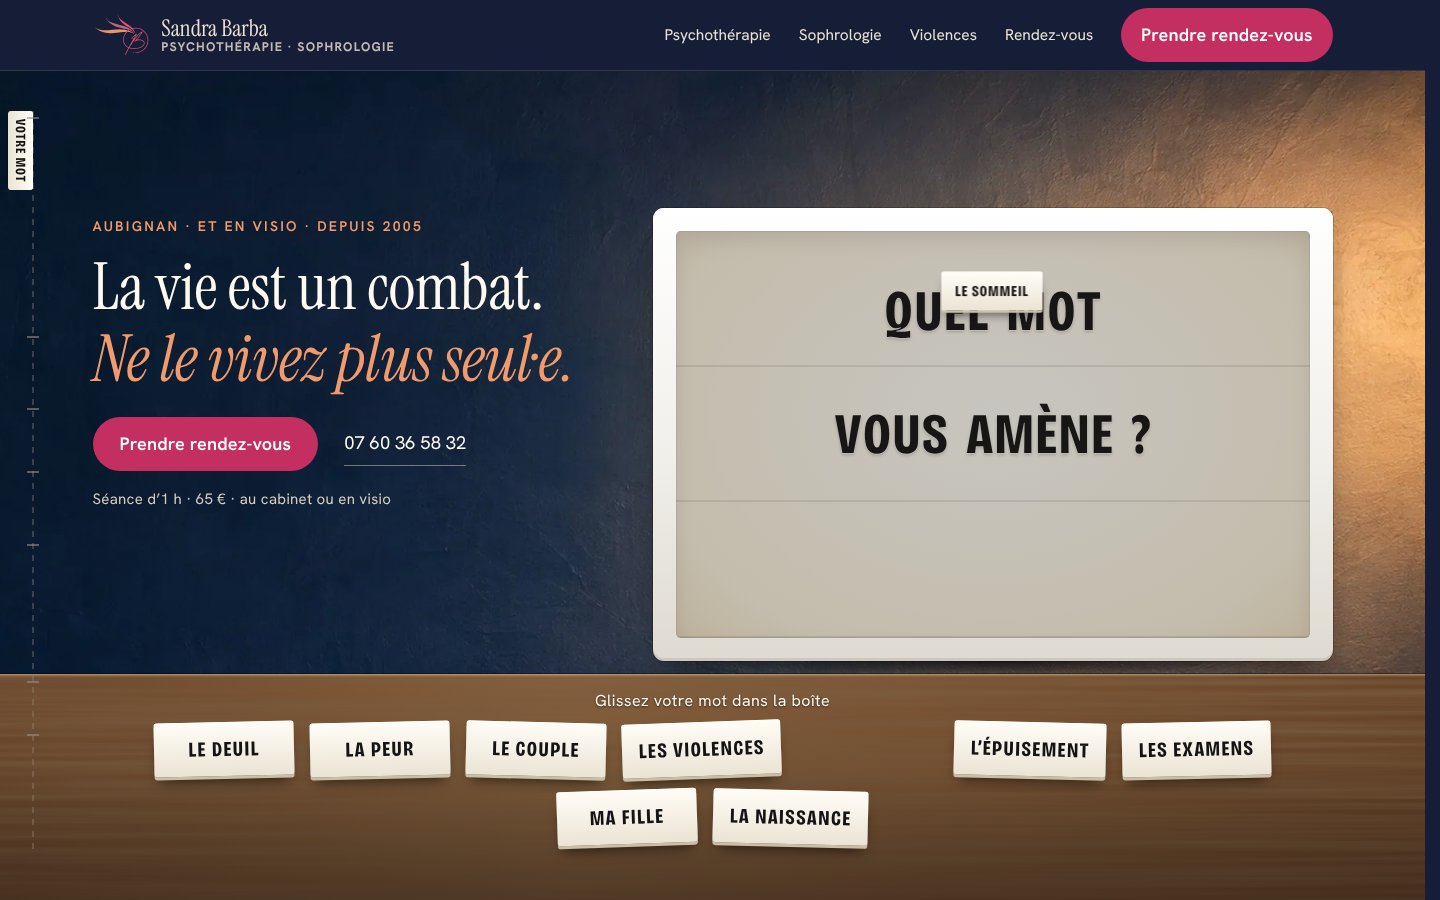 Sandra Barba
PSYCHOTHÉRAPIE · SOPHROLOGIE
Psychothérapie
Sophrologie
Violences
Rendez-vous
Prendre rendez-vous
VOTRE MOT
AUBIGNAN · ET EN VISIO · DEPUIS 2005
La vie est un combat.
Ne le vivez plus seul·e.
Prendre rendez-vous
07 60 36 58 32
Séance d’1 h · 65 € · au cabinet ou en visio
LE SOMMEIL
QUEL MOT
VOUS AMÈNE ?
Glissez votre mot dans la boîte
LE DEUIL
LA PEUR
LE COUPLE
LES VIOLENCES
L’ÉPUISEMENT
LES EXAMENS
MA FILLE
LA NAISSANCE